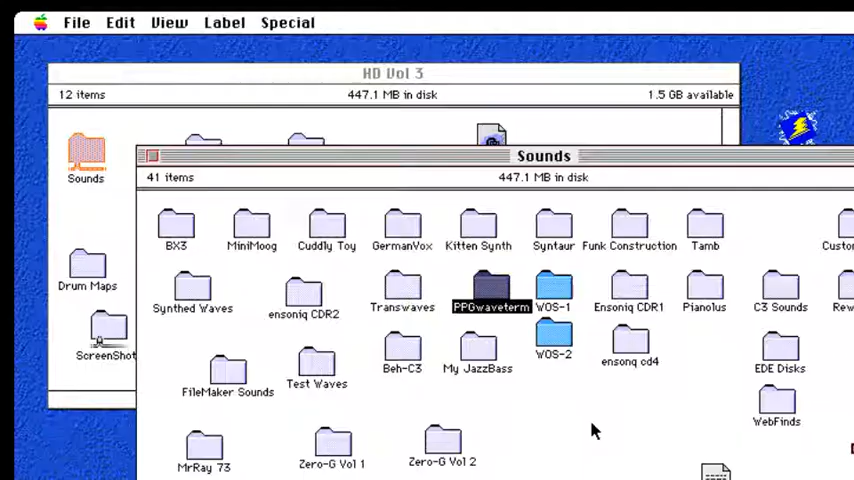 File Edit View Label Special
HD Vol 3
12 items 447.1 MB in disk 1.5 GB available
Sounds
Drum Maps
Sounds
41 items 447.1 MB in disk
BX3 MiniMoog Cuddly Toy GermanVox Kitten Synth Syntaur Funk Construction Tamb
Synthed Waves ensoniq CDR2 Transwaves PPGwaveterm WOS-1 Ensoniq CDR1 Pianolus C3 Sounds
FileMaker Sounds Test Waves Beh-C3 My JazzBass WOS-2 ensonq cd4 EDE Disks
WebFinds
MrRay 73 Zero-G Vol 1 Zero-G Vol 2